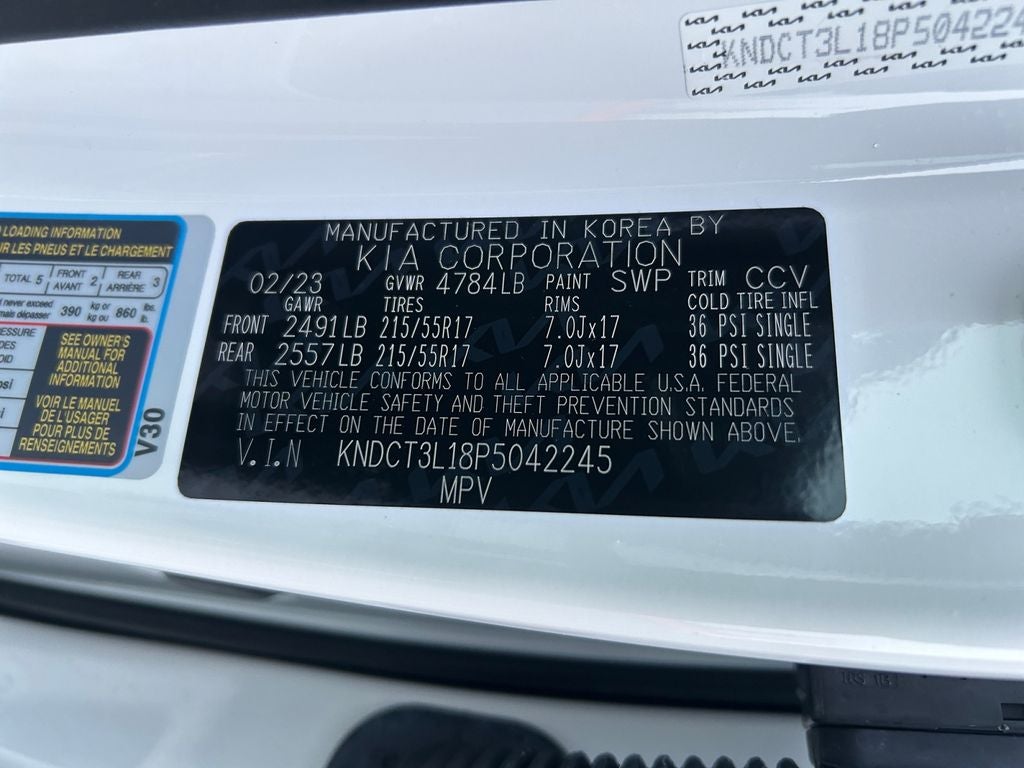 KNDCT3L18P504224
LOADING INFORMATION
LES PNEUS ET LE CHARGEMENT
TOTAL 5 FRONT AVANT 2 REAR ARRIÈRE 3
never exceed
mais dépasser 390 kg or ou 860 lbs. lb.
SEE OWNER'S
MANUAL FOR
ADDITIONAL
INFORMATION
VOIR LE MANUEL
DE L'USAGER
POUR PLUS DE
RENSEIGNEMENTS
V30
MANUFACTURED IN KOREA BY
KIA CORPORATION
02/23 GVWR 4784LB PAINT SWP TRIM CCV
GAWR TIRES RIMS COLD TIRE INFL
FRONT 2491LB 215/55R17 7.0Jx17 36 PSI SINGLE
REAR 2557LB 215/55R17 7.0Jx17 36 PSI SINGLE
THIS VEHICLE CONFORMS TO ALL APPLICABLE U.S.A. FEDERAL
MOTOR VEHICLE SAFETY AND THEFT PREVENTION STANDARDS
IN EFFECT ON THE DATE OF MANUFACTURE SHOWN ABOVE.
V.I.N KNDCT3L18P5042245
MPV